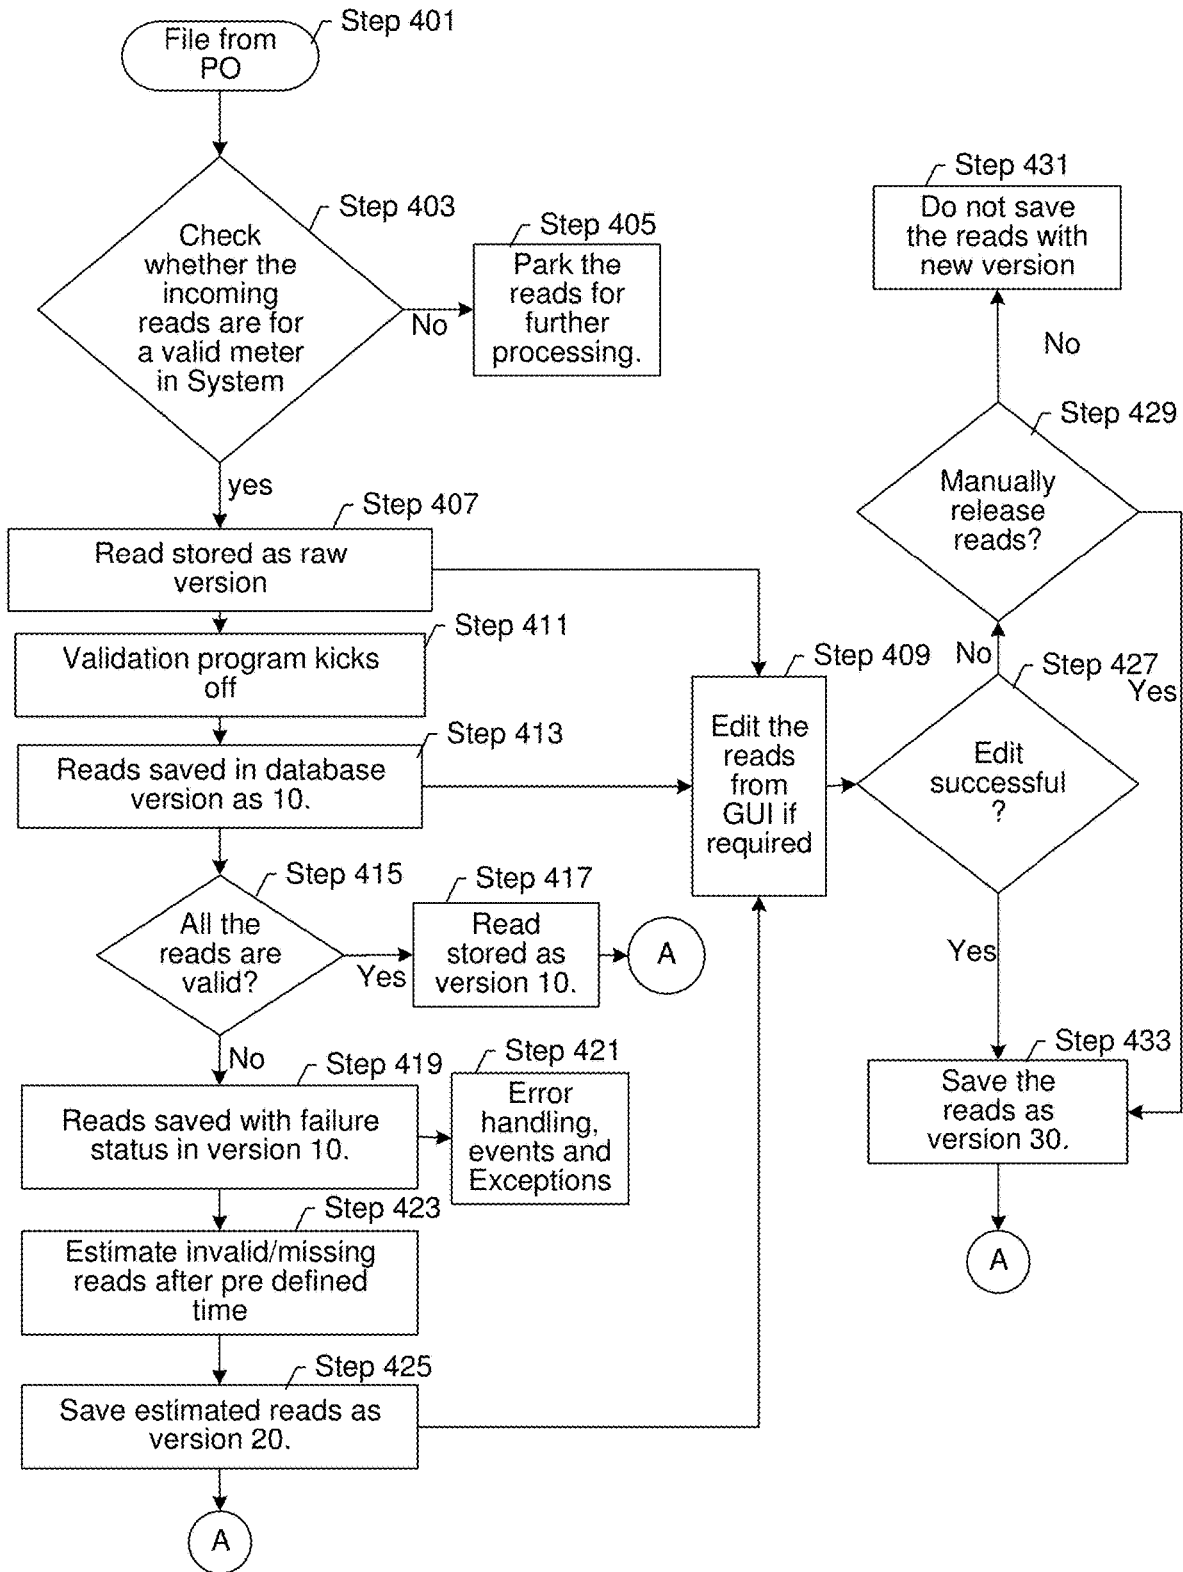 Step 401
File from
PO
Step 403
Check
whether the
incoming
reads are for
a valid meter
in System
No
Step 405
Park the
reads for
further
processing.
yes
Step 407
Read stored as raw
version
Step 411
Validation program kicks
off
Step 413
Reads saved in database
version as 10.
Step 415
All the
reads are
valid?
Yes
Step 417
Read
stored as
version 10.
A
No
Step 419
Reads saved with failure
status in version 10.
Step 421
Error
handling,
events and
Exceptions
Step 423
Estimate invalid/missing
reads after pre defined
time
Step 425
Save estimated reads as
version 20.
A
Step 409
Edit the
reads
from
GUI if
required
Step 431
Do not save
the reads with
new version
No
Step 429
Manually
release
reads?
No
Step 427
Yes
Edit
successful
?
Yes
Step 433
Save the
reads as
version 30.
A